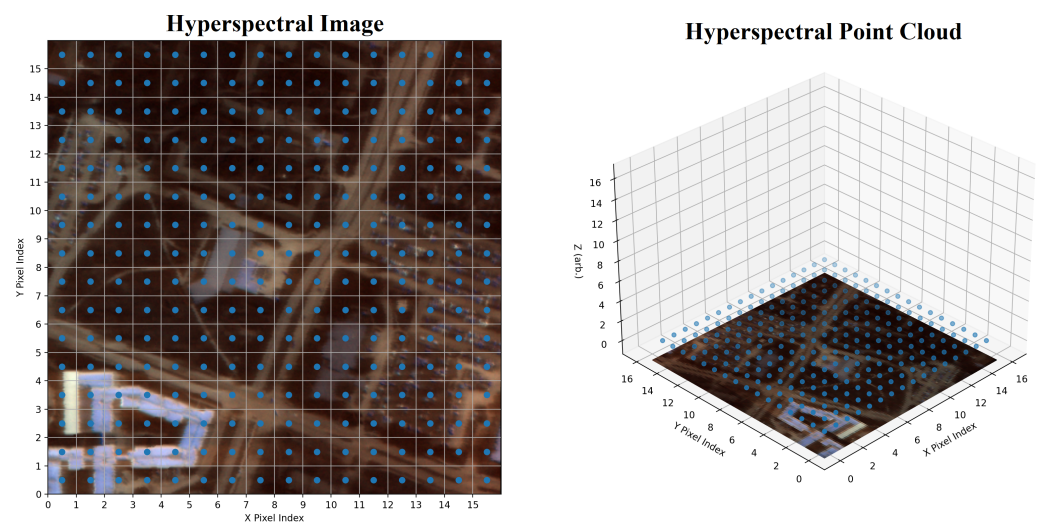 Hyperspectral Image
15
14
13
12
11
10
9
8
7
6
5
4
3
2
1
0
Y Pixel Index
0 1 2 3 4 5 6 7 8 9 10 11 12 13 14 15
X Pixel Index
Hyperspectral Point Cloud
16
14
12
10
8
6
4
2
0
Z (arb.)
16 14 12 10 8 6 4 2 0
Y Pixel Index
0 2 4 6 8 10 12 14 16
X Pixel Index